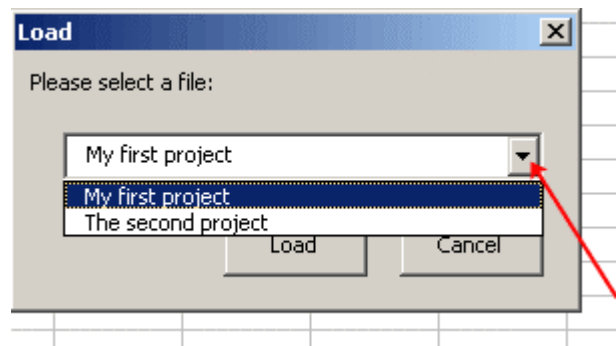 Load
Please select a file:
My first project
My first project
The second project
Load Cancel